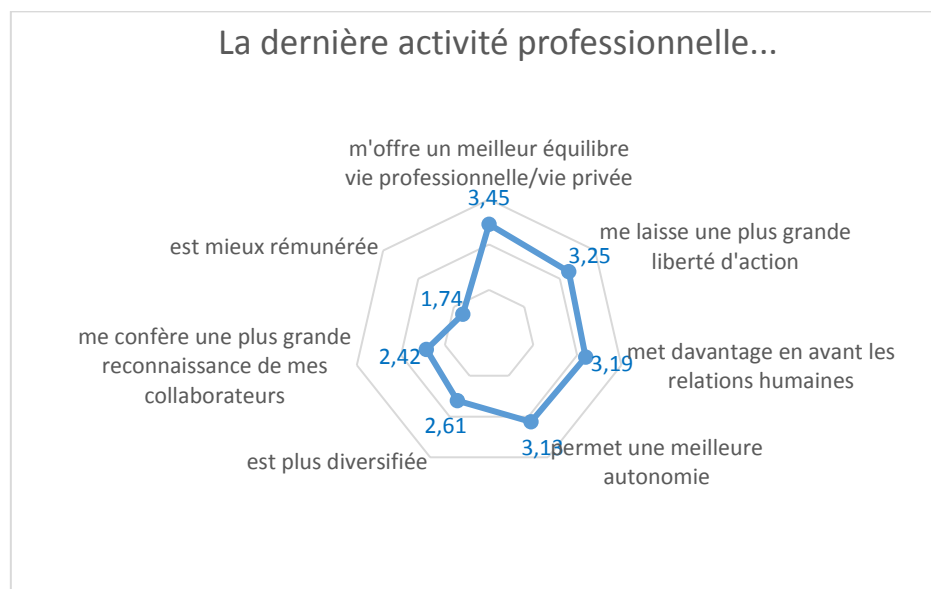 La dernière activité professionnelle...
m'offre un meilleur équilibre
vie professionnelle/vie privée
3,45
me laisse une plus grande
liberté d'action
3,25
met davantage en avant les
relations humaines
3,19
permet une meilleure
autonomie
3,13
est plus diversifiée
2,61
me confère une plus grande
reconnaissance de mes
collaborateurs
2,42
est mieux rémunérée
1,74